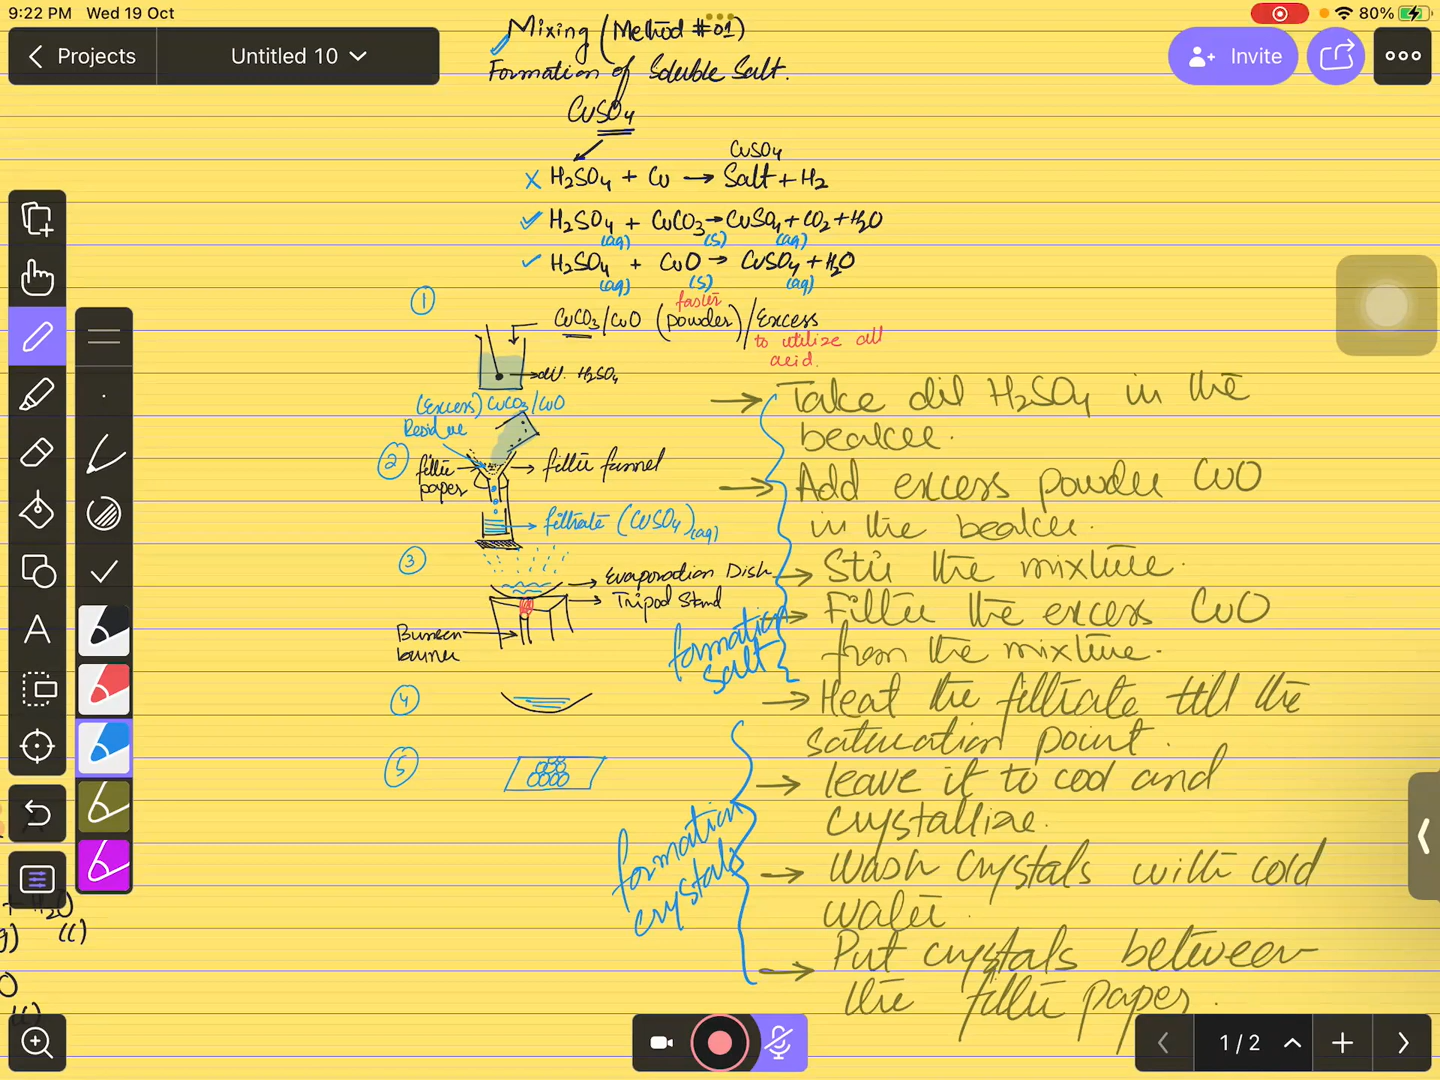 9:22 PM Wed 19 Oct
80%
Projects
Untitled 10
Invite
Mixing (Method #01)
Formation of Soluble Salt.
CuSO4
CuSO4
X H2SO4 + Cu → Salt + H2
✓ H2SO4 + CuCO3 → CuSO4 + CO2 + H2O
(aq) (s) (aq)
✓ H2SO4 + CuO → CuSO4 + H2O
(aq) (s) (aq)
①
faster
CuCO3/CuO (powder)/Excess
to utilize all
acid.
→ dil. H2SO4
(Excess) CuCO3/CuO
Residue
②
filter
paper
→ filter funnel
→ filtrate (CuSO4)(aq)
③
→ Evaporation Dish
→ Tripod Stand
Bunsen
burner
④
⑤
→ Take dil H2SO4 in the
beaker.
→ Add excess powder CuO
in the beaker.
→ Stir the mixture.
→ Filter the excess CuO
from the mixture.
formation
salt
→ Heat the filtrate till the
saturation point.
→ leave it to cool and
crystallize.
→ Wash crystals with cold
water.
→ Put crystals between
the filter paper.
formation
crystals
+ H2O
g) (l)
O
(l)
A
1 / 2